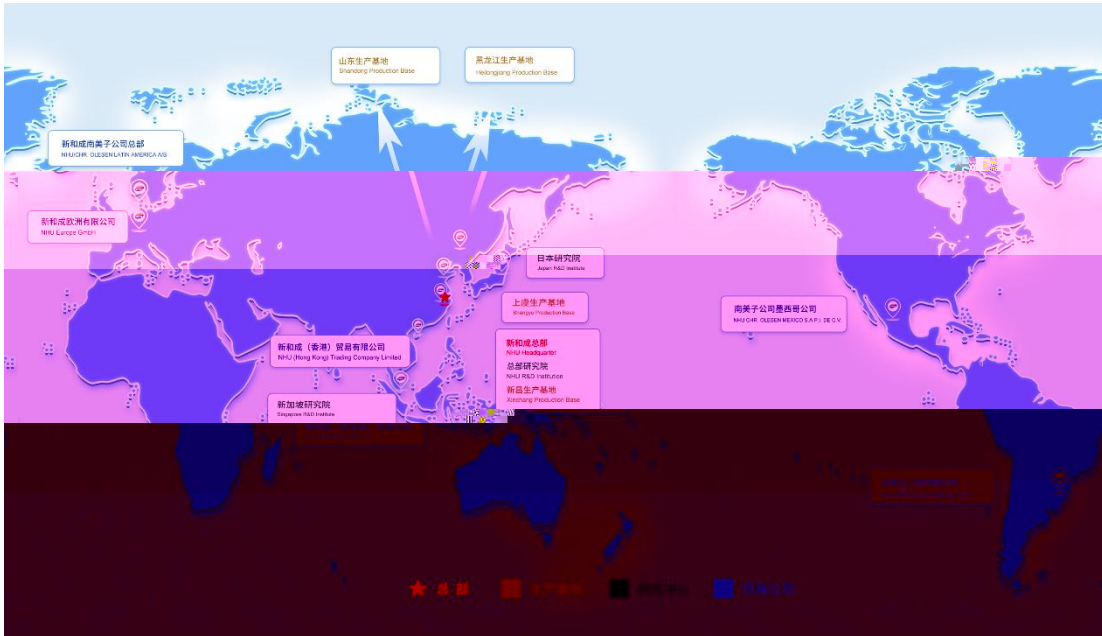 山东生产基地
Shandong Production Base
黑龙江生产基地
Heilongjiang Production Base
新和成南美子公司总部
NHU/CHR. OLESEN LATIN AMERICA A/S
新和成欧洲有限公司
NHU Europe GmbH
日本研究院
Japan R&D Institute
上虞生产基地
Shangyu Production Base
南美子公司墨西哥公司
NHU CHR. OLESEN MEXICO S.A.P.I. DE C.V.
新和成总部
NHU Headquarter
总部研究院
NHU R&D Institution
新昌生产基地
Xinchang Production Base
新和成（香港）贸易有限公司
NHU (Hong Kong) Trading Company Limited
新加坡研究院
Singapore R&D Institute
总 部